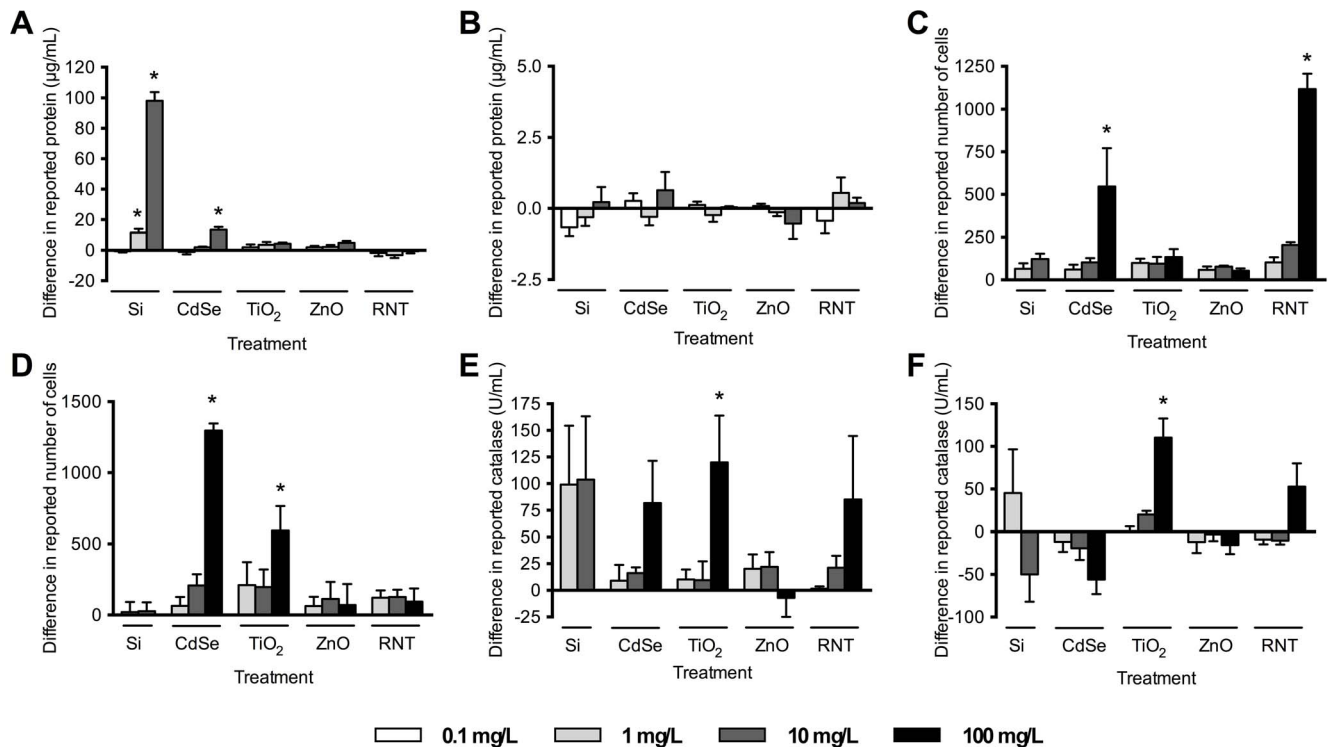 A
Difference in reported protein (µg/mL)
120
100
80
60
40
20
0
-20
* * *
Si CdSe TiO₂ ZnO RNT
Treatment
B
Difference in reported protein (µg/mL)
5.0
2.5
0.0
-2.5
Si CdSe TiO₂ ZnO RNT
Treatment
C
Difference in reported number of cells
1250
1000
750
500
250
0
* *
Si CdSe TiO₂ ZnO RNT
Treatment
D
Difference in reported number of cells
1500
1000
500
0
* *
Si CdSe TiO₂ ZnO RNT
Treatment
E
Difference in reported catalase (U/mL)
175
150
125
100
75
50
25
0
-25
*
Si CdSe TiO₂ ZnO RNT
Treatment
F
Difference in reported catalase (U/mL)
150
100
50
0
-50
-100
*
Si CdSe TiO₂ ZnO RNT
Treatment
0.1 mg/L 1 mg/L 10 mg/L 100 mg/L